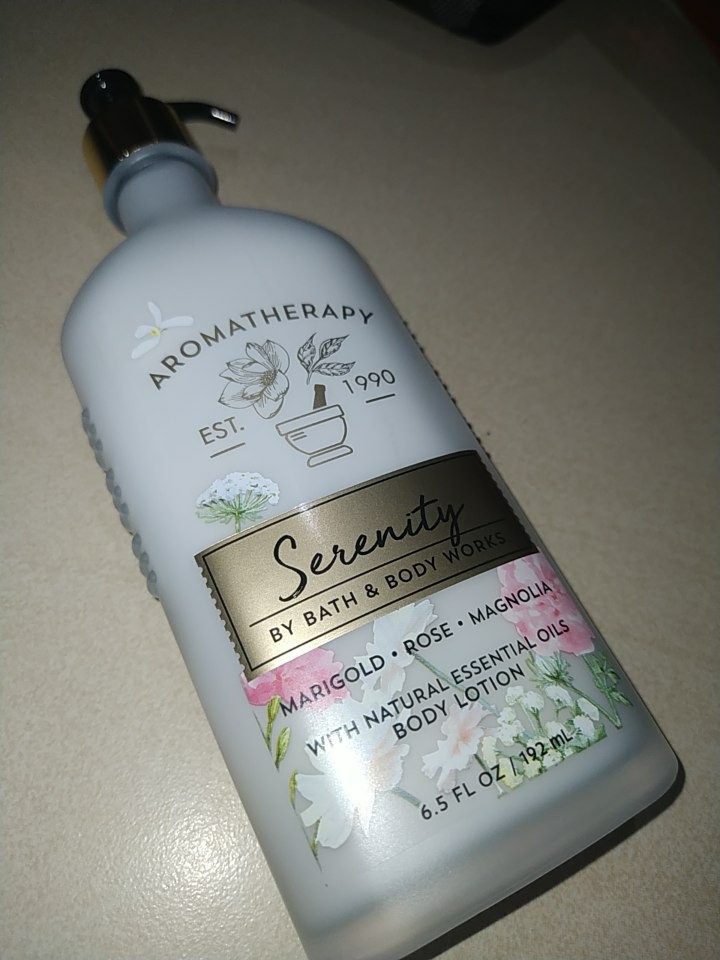 AROMATHERAPY
EST. 1990
Serenity
BY BATH & BODY WORKS
MARIGOLD • ROSE • MAGNOLIA
WITH NATURAL ESSENTIAL OILS
BODY LOTION
6.5 FL OZ / 192 mL